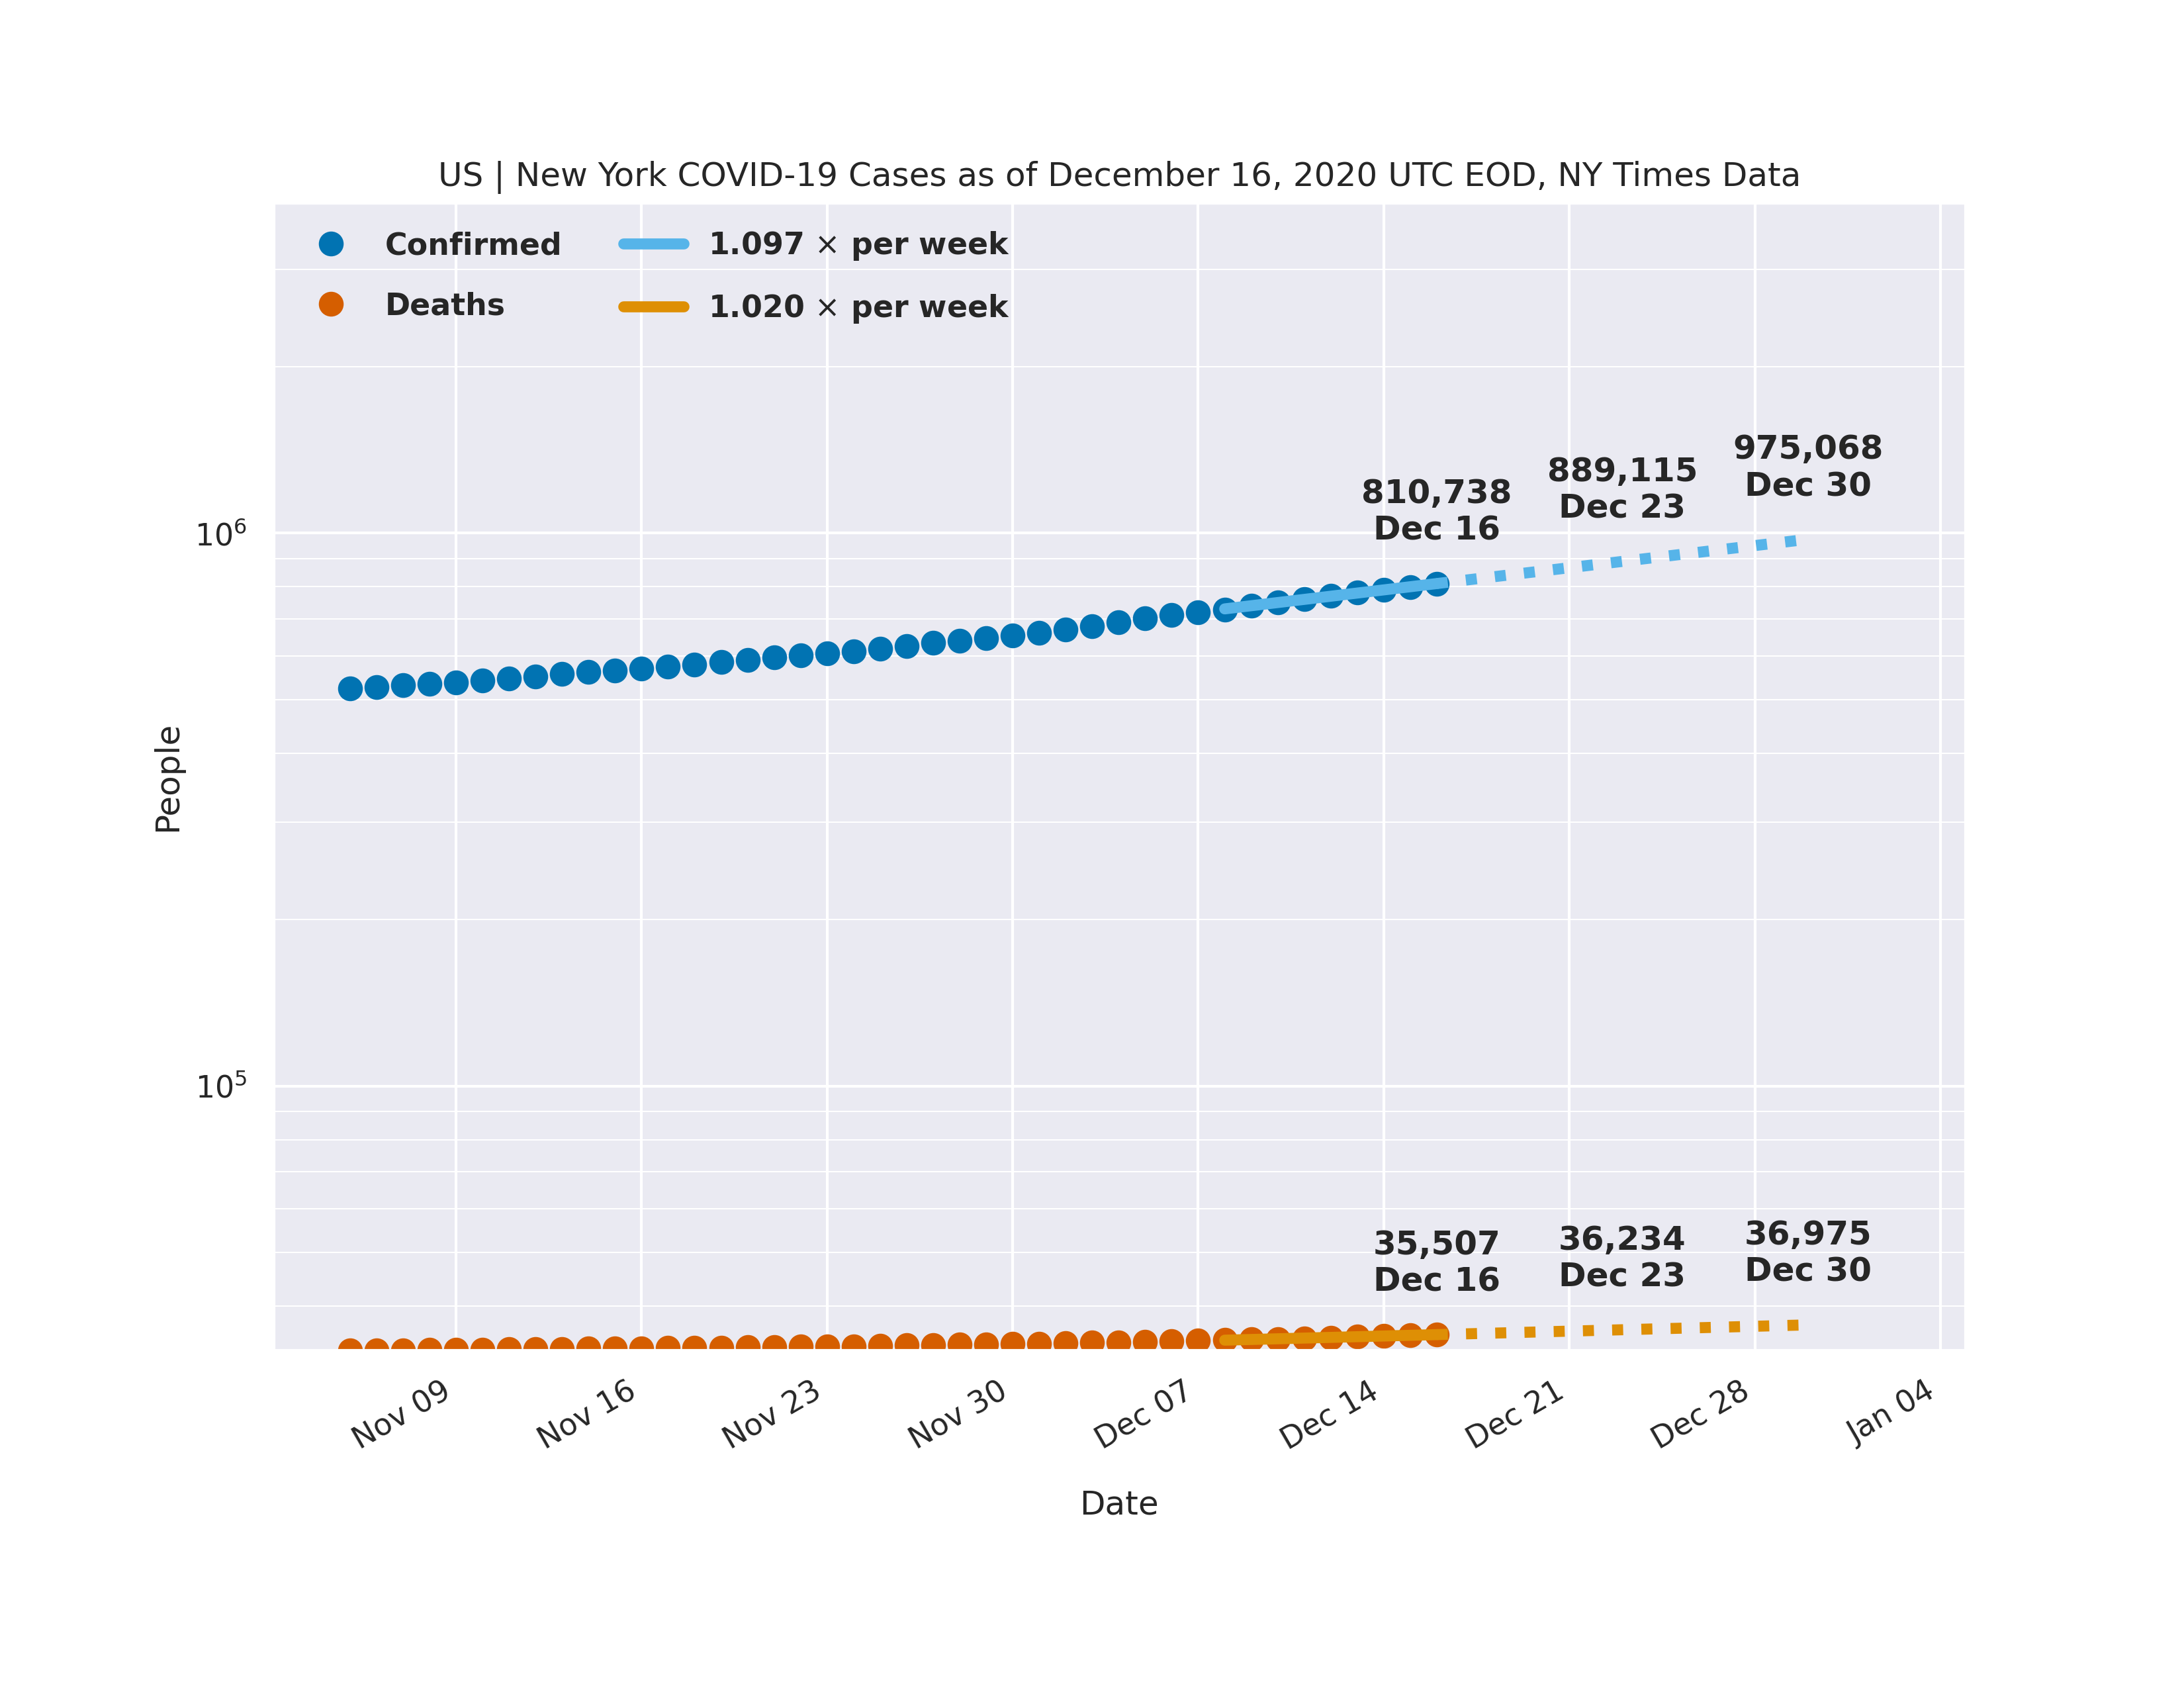 US | New York COVID-19 Cases as of December 16, 2020 UTC EOD, NY Times Data
Confirmed
Deaths
1.097 × per week
1.020 × per week
810,738
Dec 16
889,115
Dec 23
975,068
Dec 30
35,507
Dec 16
36,234
Dec 23
36,975
Dec 30
People
10⁶
10⁵
Nov 09
Nov 16
Nov 23
Nov 30
Dec 07
Dec 14
Dec 21
Dec 28
Jan 04
Date